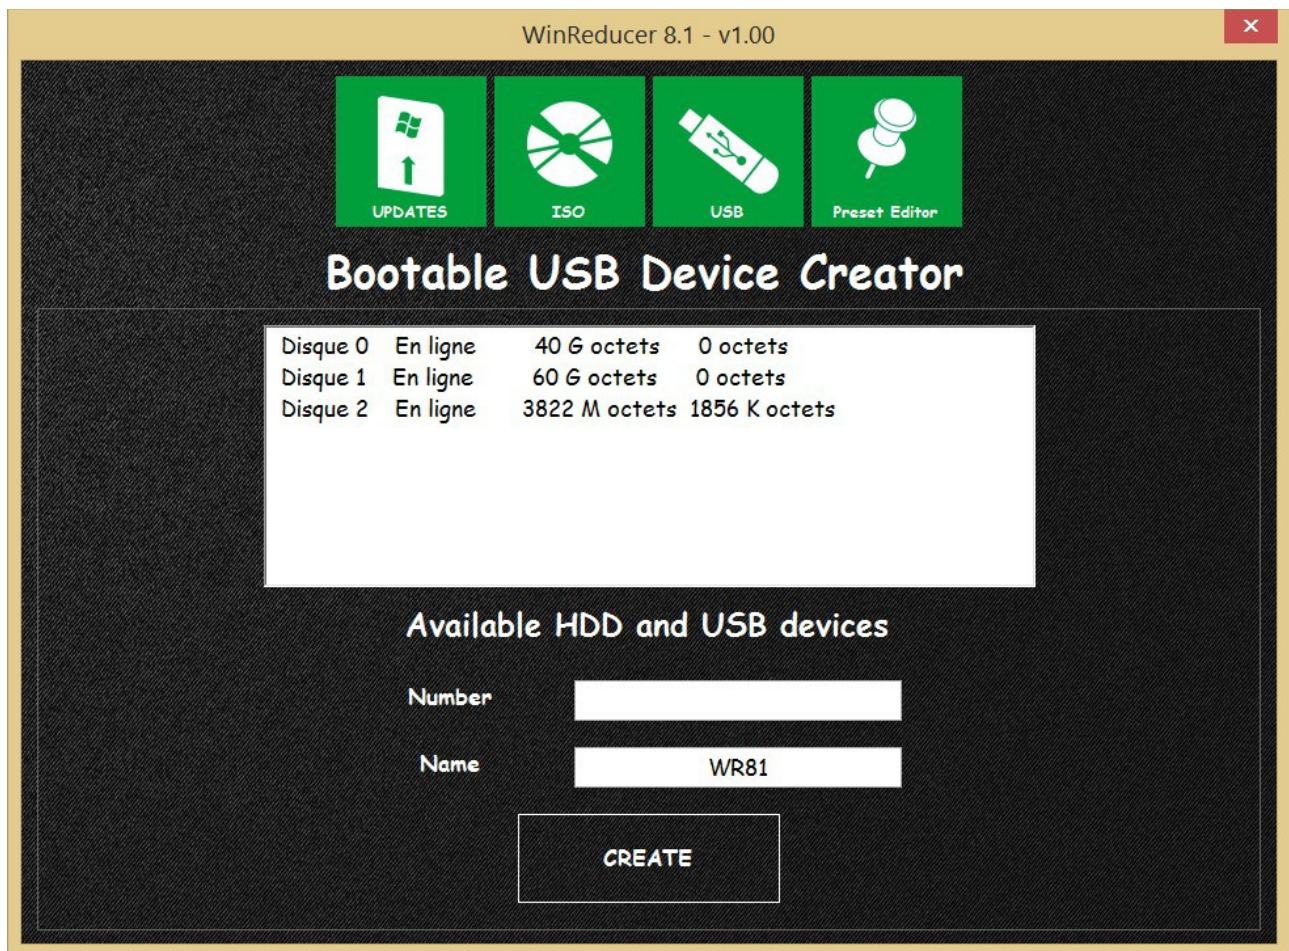 WinReducer 8.1 - v1.00
UPDATES ISO USB Preset Editor
Bootable USB Device Creator
Disque 0 En ligne 40 G octets 0 octets
Disque 1 En ligne 60 G octets 0 octets
Disque 2 En ligne 3822 M octets 1856 K octets
Available HDD and USB devices
Number
Name WR81
CREATE